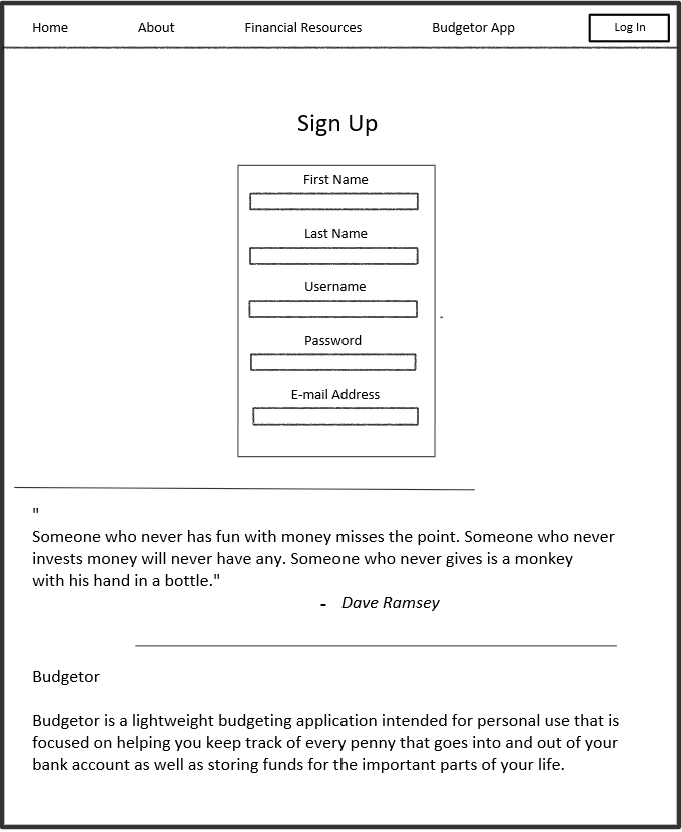 Home About Financial Resources Budgetor App Log In
Sign Up
First Name
Last Name
Username
Password
E-mail Address
"
Someone who never has fun with money misses the point. Someone who never
invests money will never have any. Someone who never gives is a monkey
with his hand in a bottle."
- Dave Ramsey
Budgetor
Budgetor is a lightweight budgeting application intended for personal use that is
focused on helping you keep track of every penny that goes into and out of your
bank account as well as storing funds for the important parts of your life.